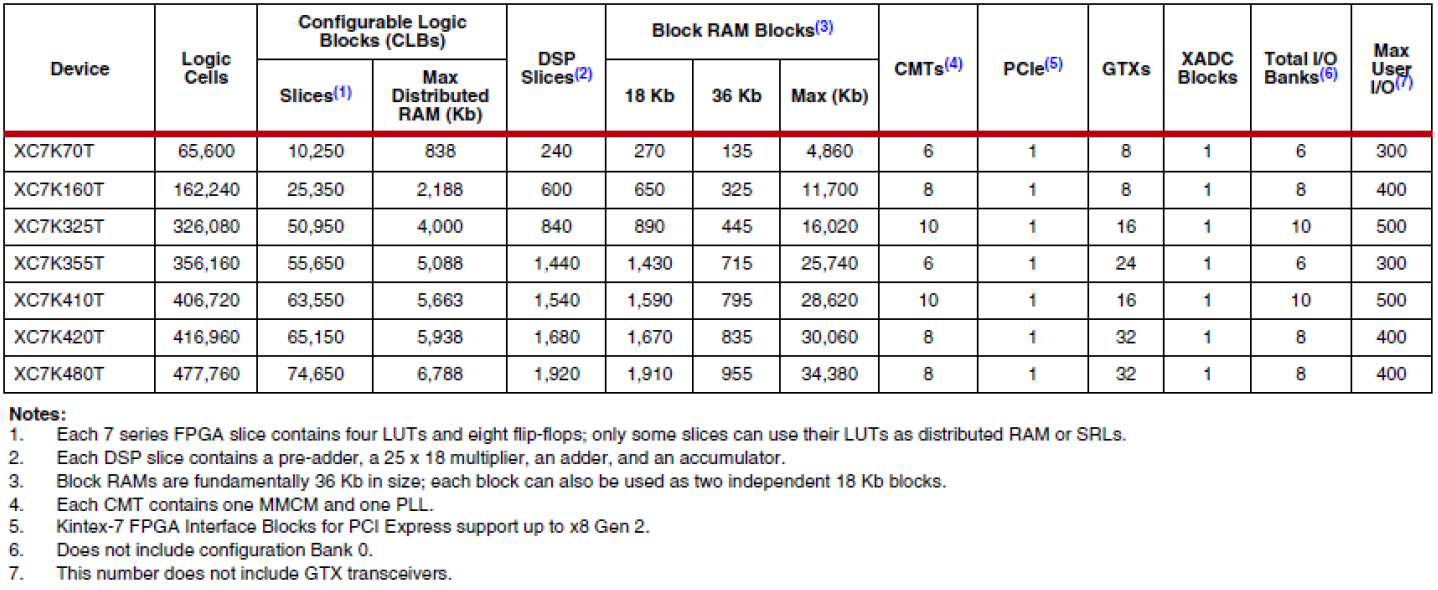 Device Logic Cells Configurable Logic Blocks (CLBs) DSP Slices(2) Block RAM Blocks(3) CMTs(4) PCIe(5) GTXs XADC Blocks Total I/O Banks(6) Max User I/O(7)
Slices(1) Max Distributed RAM (Kb) 18 Kb 36 Kb Max (Kb)
XC7K70T 65,600 10,250 838 240 270 135 4,860 6 1 8 1 6 300
XC7K160T 162,240 25,350 2,188 600 650 325 11,700 8 1 8 1 8 400
XC7K325T 326,080 50,950 4,000 840 890 445 16,020 10 1 16 1 10 500
XC7K355T 356,160 55,650 5,088 1,440 1,430 715 25,740 6 1 24 1 6 300
XC7K410T 406,720 63,550 5,663 1,540 1,590 795 28,620 10 1 16 1 10 500
XC7K420T 416,960 65,150 5,938 1,680 1,670 835 30,060 8 1 32 1 8 400
XC7K480T 477,760 74,650 6,788 1,920 1,910 955 34,380 8 1 32 1 8 400
Notes:
1. Each 7 series FPGA slice contains four LUTs and eight flip-flops; only some slices can use their LUTs as distributed RAM or SRLs.
2. Each DSP slice contains a pre-adder, a 25 x 18 multiplier, an adder, and an accumulator.
3. Block RAMs are fundamentally 36 Kb in size; each block can also be used as two independent 18 Kb blocks.
4. Each CMT contains one MMCM and one PLL.
5. Kintex-7 FPGA Interface Blocks for PCI Express support up to x8 Gen 2.
6. Does not include configuration Bank 0.
7. This number does not include GTX transceivers.